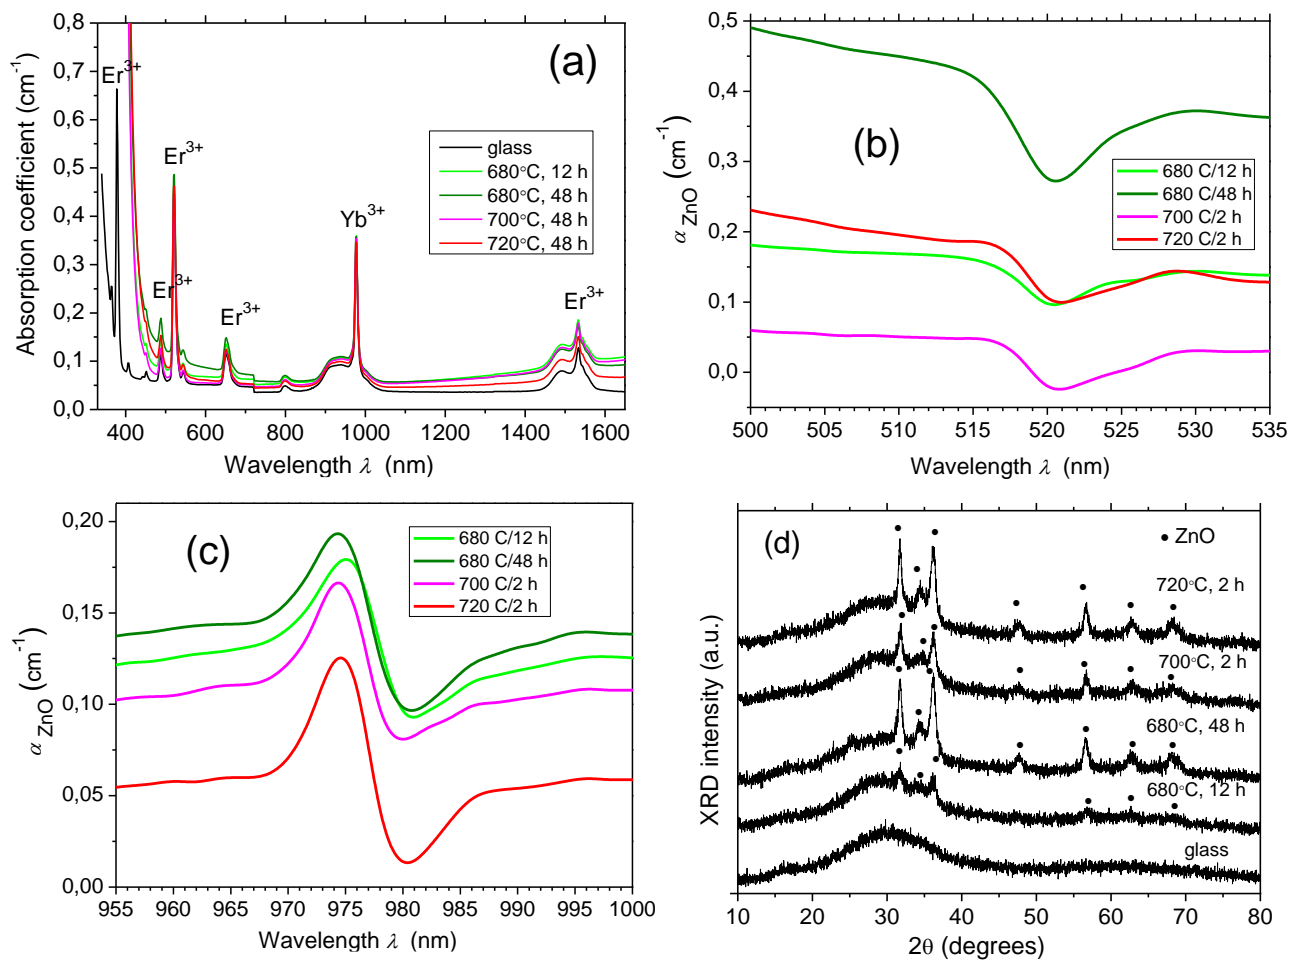 (a)
0,8
0,7
0,6
0,5
0,4
0,3
0,2
0,1
0,0
Absorption coefficient (cm⁻¹)
Er³⁺
Er³⁺
Er³⁺
Er³⁺
Yb³⁺
Er³⁺
glass
680°C, 12 h
680°C, 48 h
700°C, 48 h
720°C, 48 h
400 600 800 1000 1200 1400 1600
Wavelength λ (nm)
(b)
0,5
0,4
0,3
0,2
0,1
0,0
α ZnO (cm⁻¹)
680 C/12 h
680 C/48 h
700 C/2 h
720 C/2 h
500 505 510 515 520 525 530 535
Wavelength λ (nm)
(c)
0,20
0,15
0,10
0,05
0,00
α ZnO (cm⁻¹)
680 C/12 h
680 C/48 h
700 C/2 h
720 C/2 h
955 960 965 970 975 980 985 990 995 1000
Wavelength λ (nm)
(d)
• ZnO
720°C, 2 h
700°C, 2 h
680°C, 48 h
680°C, 12 h
glass
XRD intensity (a.u.)
10 20 30 40 50 60 70 80
2θ (degrees)